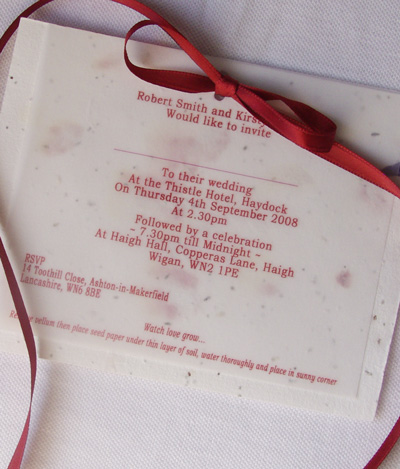 Robert Smith and
Would like to invite
To their wedding
At the Thistle Hotel, Haydock
On Thursday 4th September 2008
At 2.30pm
Followed by a celebration
~ 7.30pm till Midnight ~
At Haigh Hall, Copperas Lane, Haigh
Wigan, WN2 1PE
RSVP
14 Toothill Close, Ashton-in-Makerfield
Lancashire, WN6 8BE
Watch love grow...
vellum then place seed paper under thin layer of soil, water thoroughly and place in sunny corner